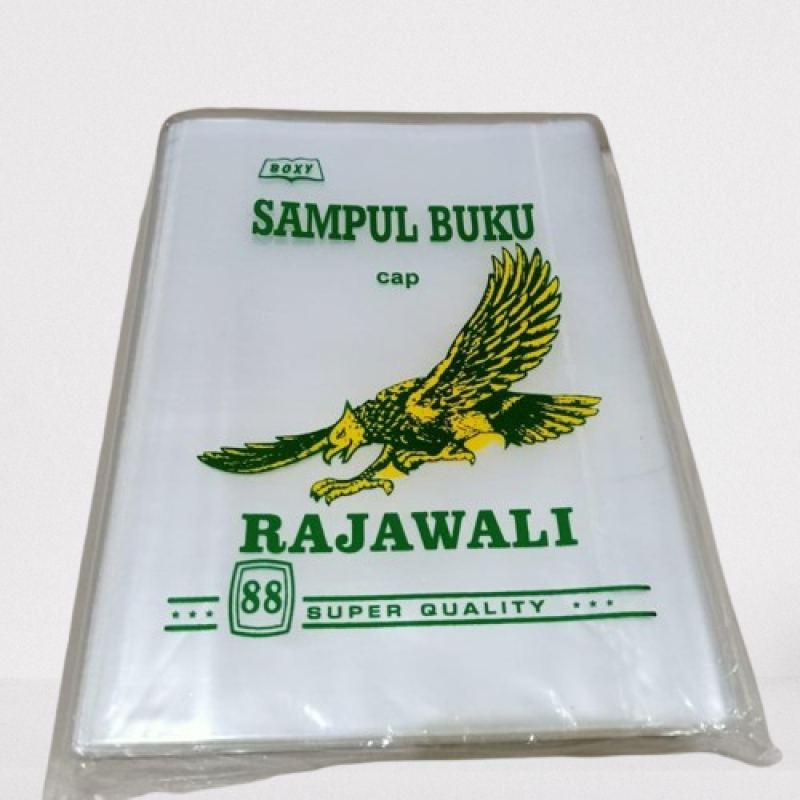 BOXY
SAMPUL BUKU
cap
RAJAWALI
88 SUPER QUALITY